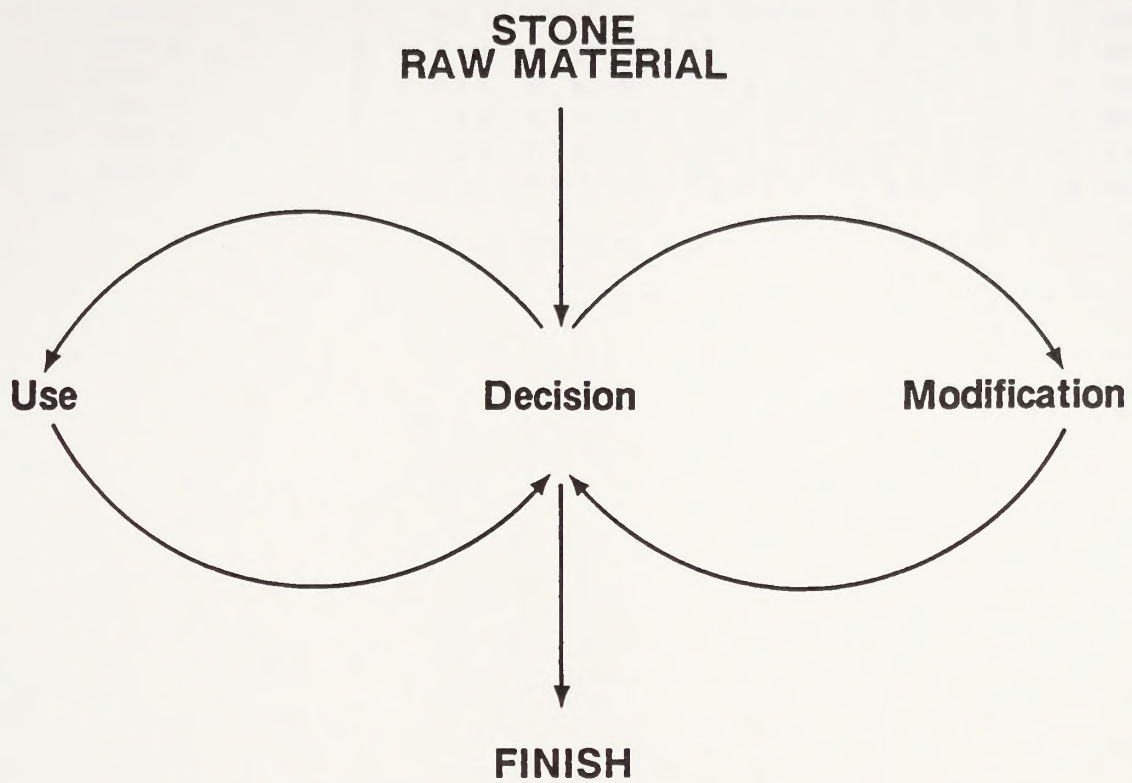 STONE
RAW MATERIAL
Use
Decision
Modification
FINISH